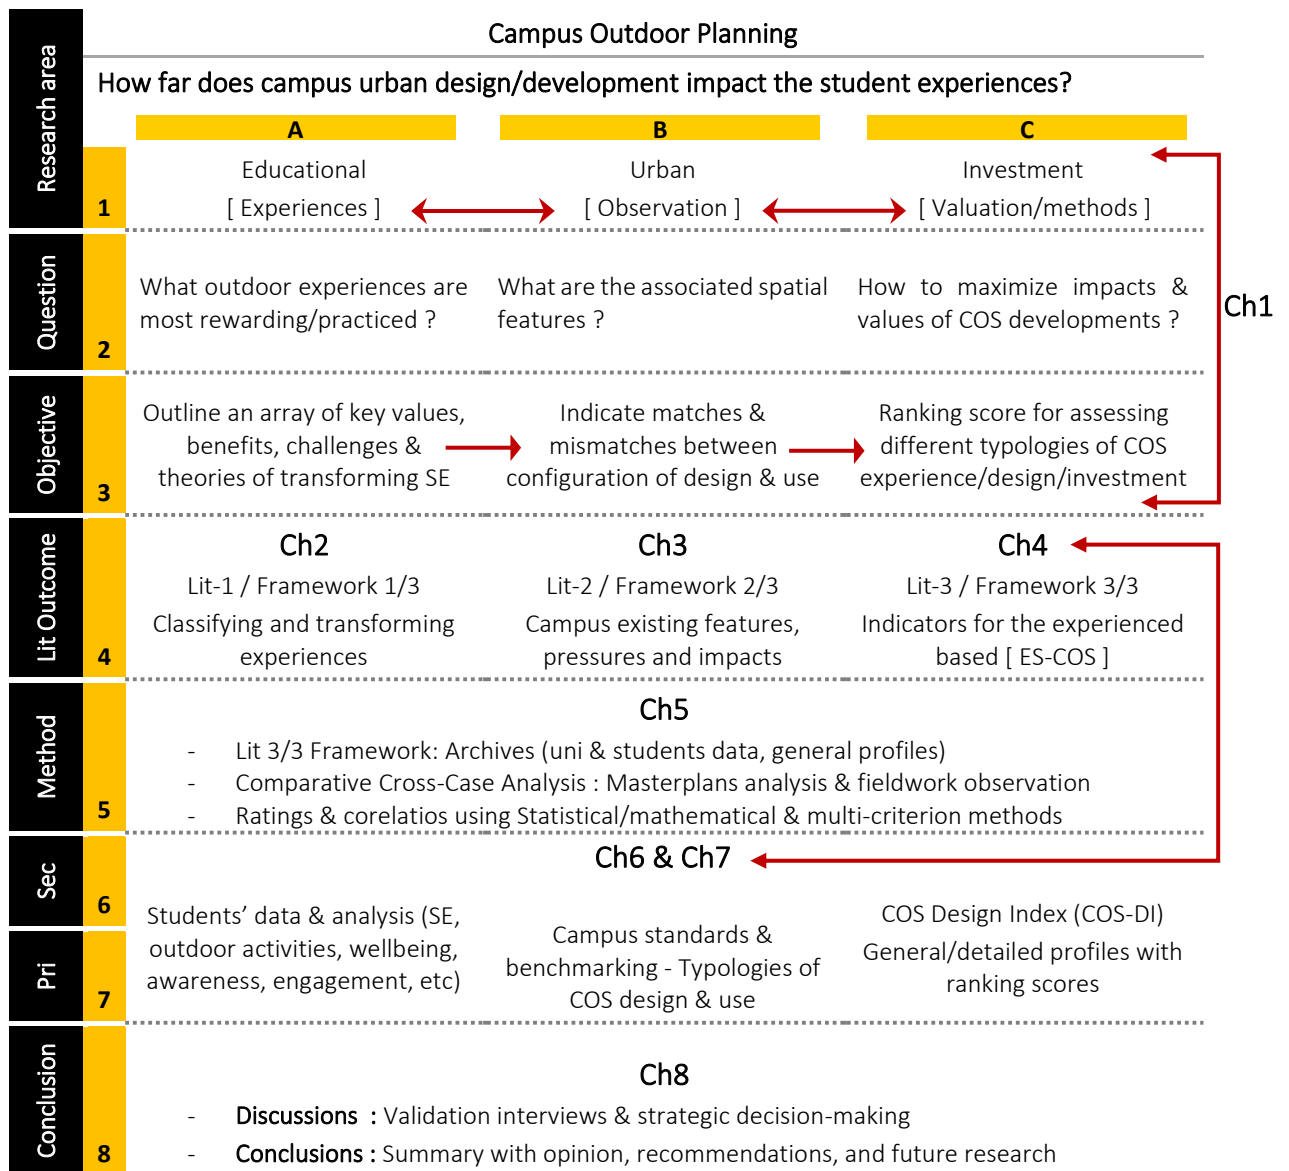 Campus Outdoor Planning
Research area
How far does campus urban design/development impact the student experiences?
A
B
C
1
Educational
[ Experiences ]
Urban
[ Observation ]
Investment
[ Valuation/methods ]
Ch1
Question
2
What outdoor experiences are
most rewarding/practiced ?
What are the associated spatial
features ?
How to maximize impacts &
values of COS developments ?
Objective
3
Outline an array of key values,
benefits, challenges &
theories of transforming SE
Indicate matches &
mismatches between
configuration of design & use
Ranking score for assessing
different typologies of COS
experience/design/investment
Lit Outcome
4
Ch2
Lit-1 / Framework 1/3
Classifying and transforming
experiences
Ch3
Lit-2 / Framework 2/3
Campus existing features,
pressures and impacts
Ch4
Lit-3 / Framework 3/3
Indicators for the experienced
based [ ES-COS ]
Method
5
Ch5
- Lit 3/3 Framework: Archives (uni & students data, general profiles)
- Comparative Cross-Case Analysis : Masterplans analysis & fieldwork observation
- Ratings & corelatios using Statistical/mathematical & multi-criterion methods
Sec
6
Pri
7
Ch6 & Ch7
Students’ data & analysis (SE,
outdoor activities, wellbeing,
awareness, engagement, etc)
Campus standards &
benchmarking - Typologies of
COS design & use
COS Design Index (COS-DI)
General/detailed profiles with
ranking scores
Conclusion
8
Ch8
- Discussions : Validation interviews & strategic decision-making
- Conclusions : Summary with opinion, recommendations, and future research